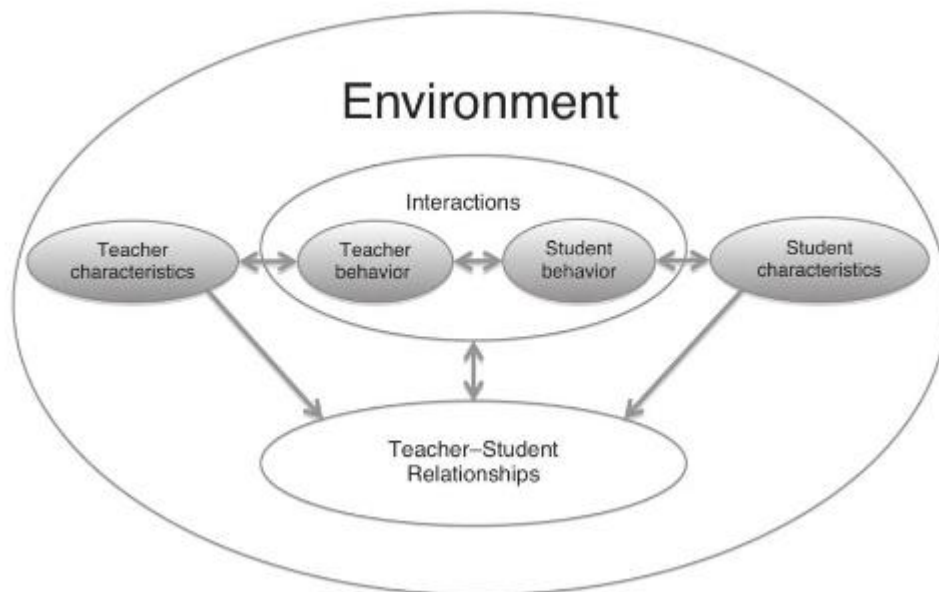 Environment
Interactions
Teacher
characteristics
Teacher
behavior
Student
behavior
Student
characteristics
Teacher–Student
Relationships